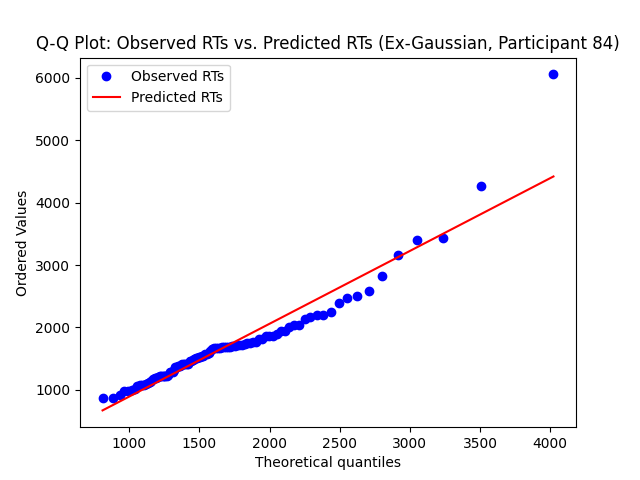 Q-Q Plot: Observed RTs vs. Predicted RTs (Ex-Gaussian, Participant 84)
Observed RTs
Predicted RTs
6000
5000
4000
3000
2000
1000
Ordered Values
1000 1500 2000 2500 3000 3500 4000
Theoretical quantiles